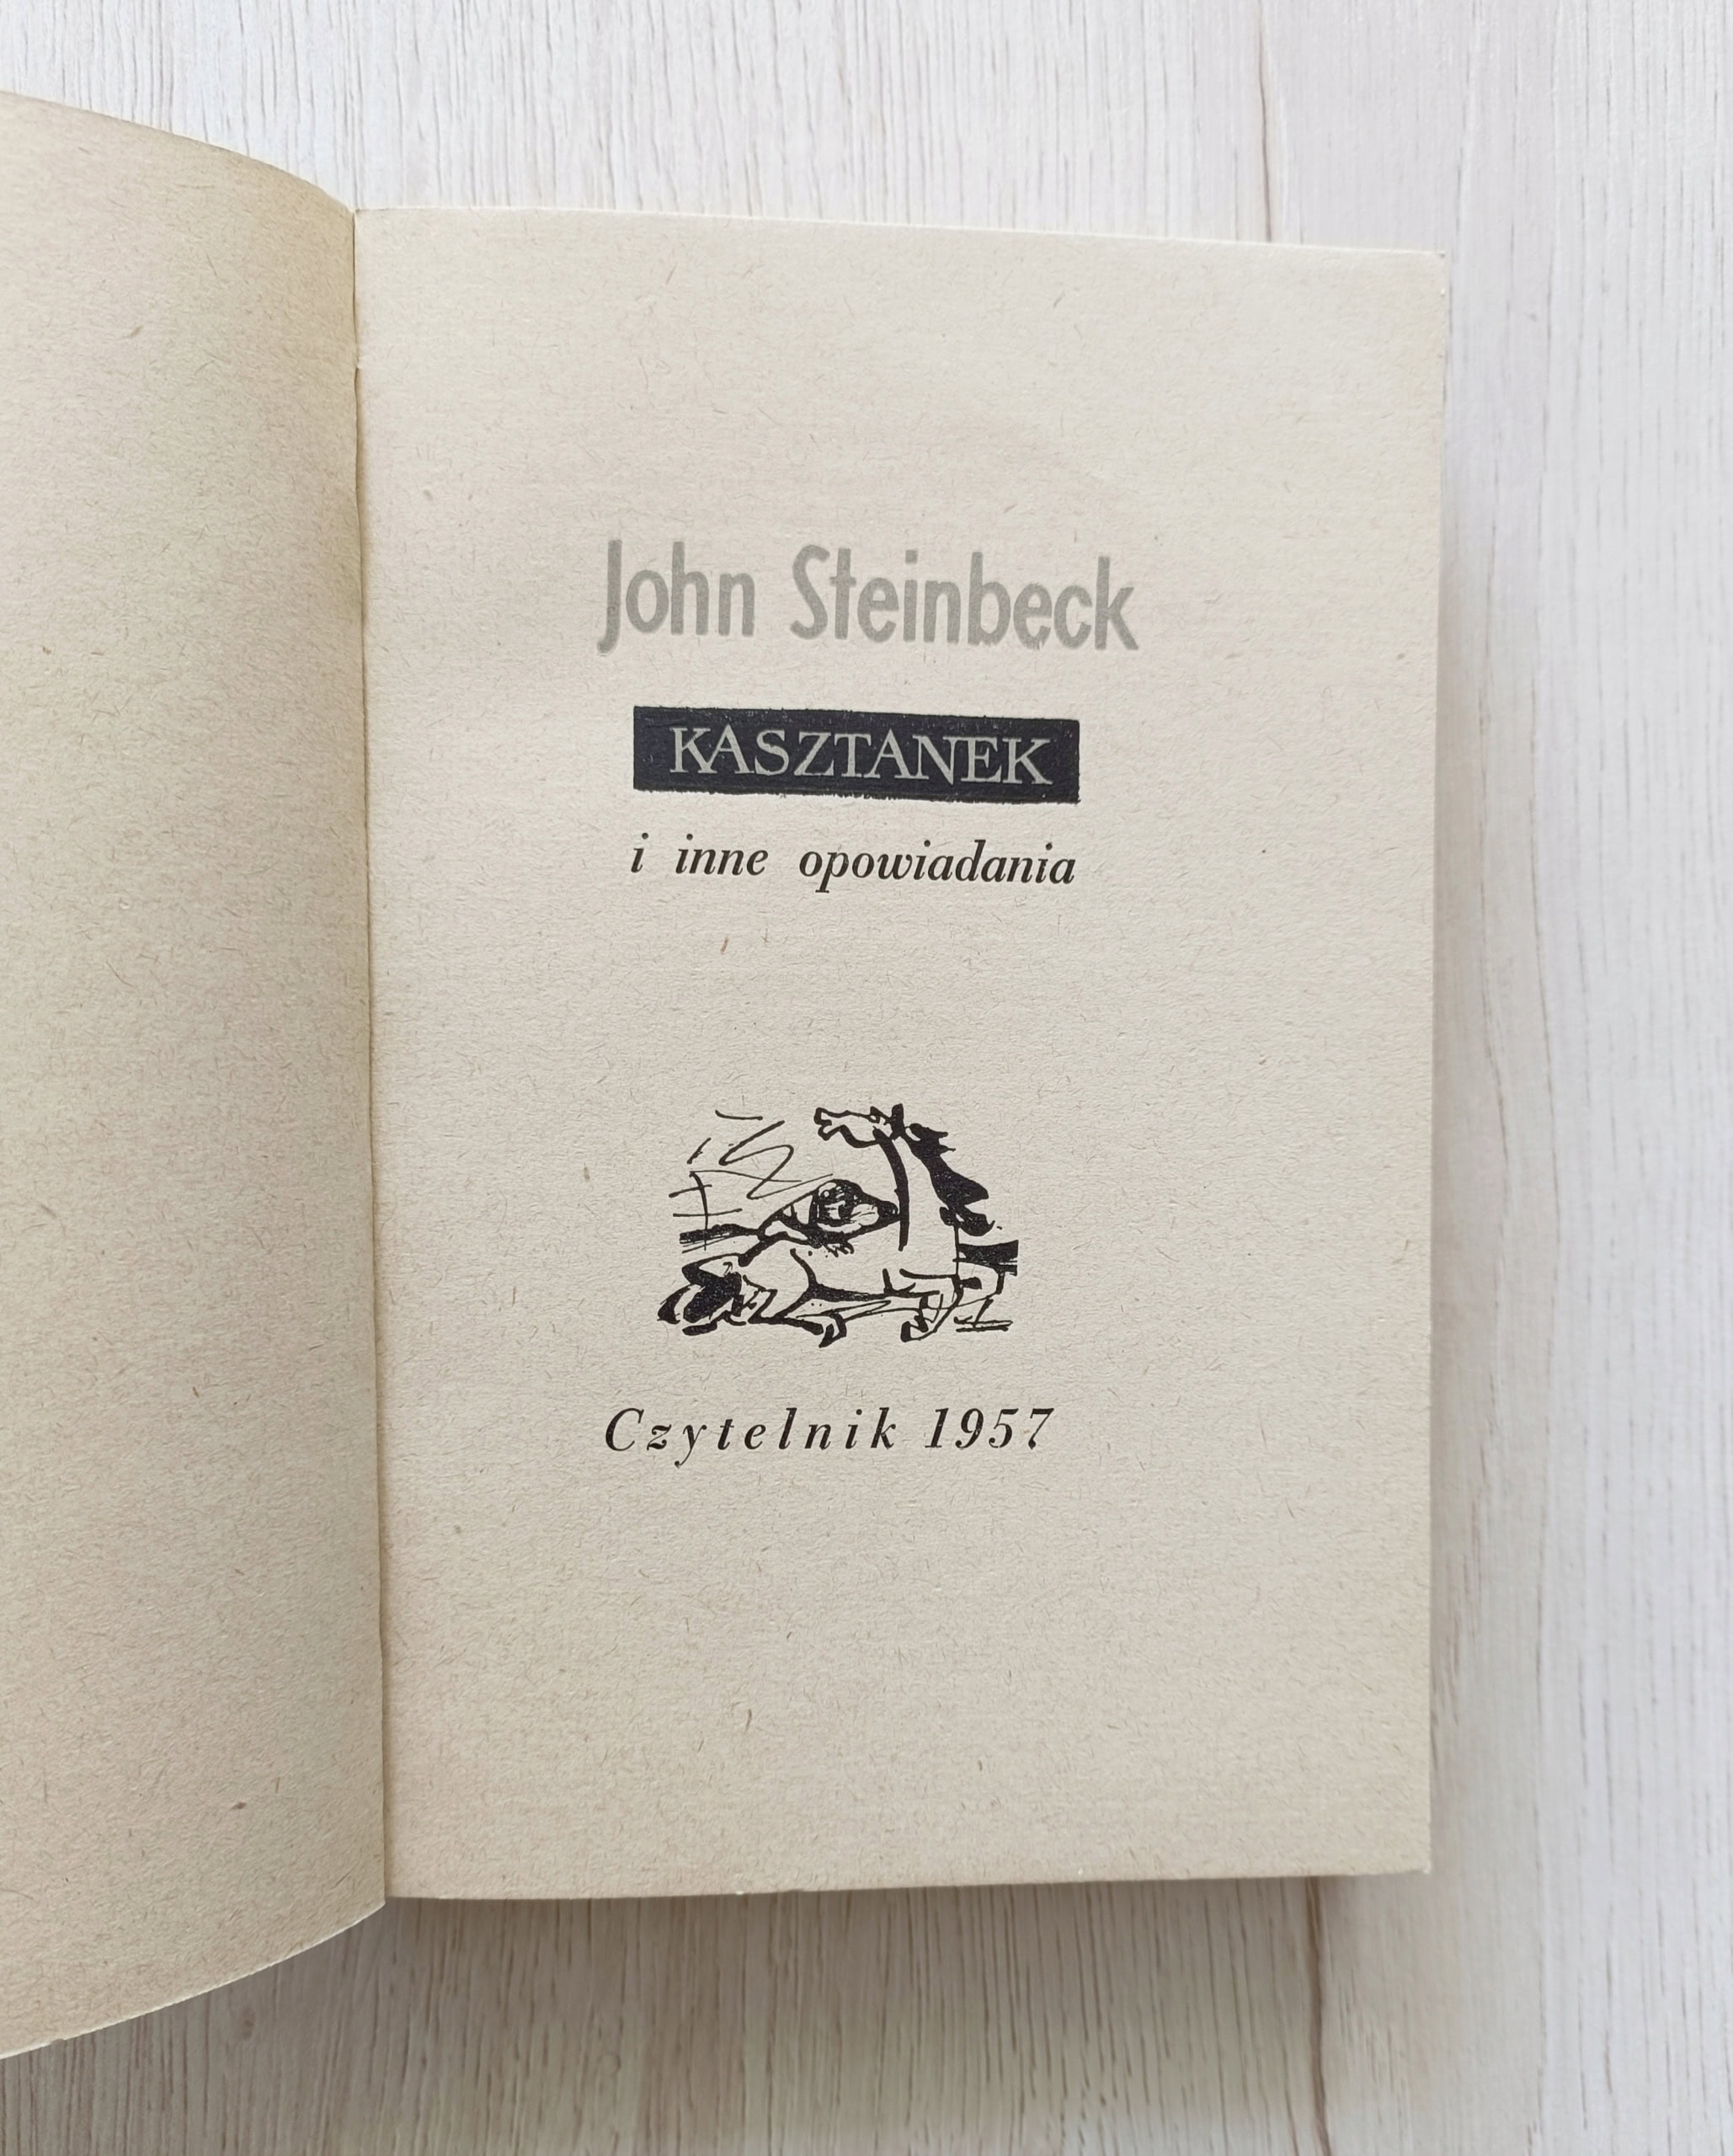 John Steinbeck
KASZTANEK
i inne opowiadania
Czytelnik 1957